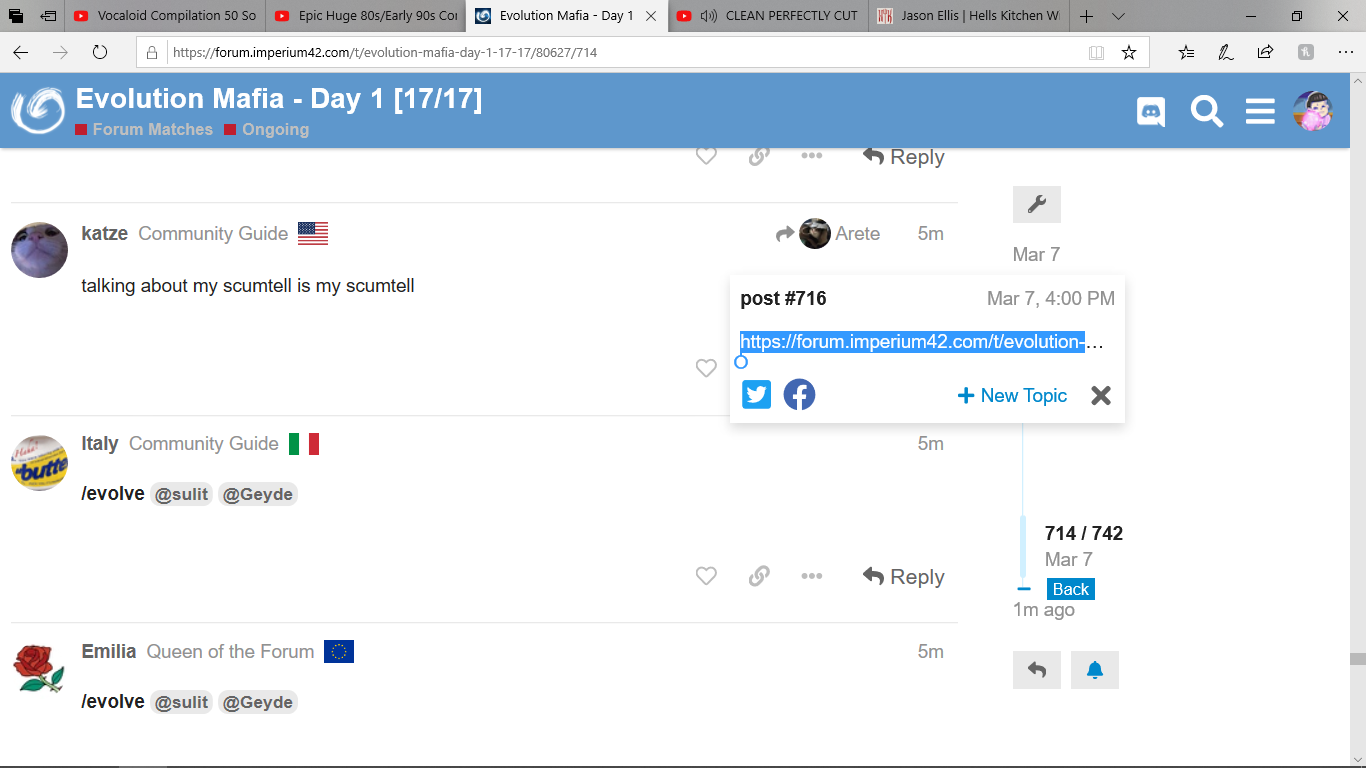 Vocaloid Compilation 50 So
Epic Huge 80s/Early 90s Cor
Evolution Mafia - Day 1
CLEAN PERFECTLY CUT
Jason Ellis | Hells Kitchen Wi
https://forum.imperium42.com/t/evolution-mafia-day-1-17-17/80627/714
Evolution Mafia - Day 1 [17/17]
Forum Matches Ongoing
Reply
katze Community Guide Arete 5m
talking about my scumtell is my scumtell
Mar 7
post #716 Mar 7, 4:00 PM
https://forum.imperium42.com/t/evolution-...
+ New Topic
Italy Community Guide 5m
/evolve @sulit @Geyde
Reply
714 / 742
Mar 7
Back
1m ago
Emilia Queen of the Forum 5m
/evolve @sulit @Geyde